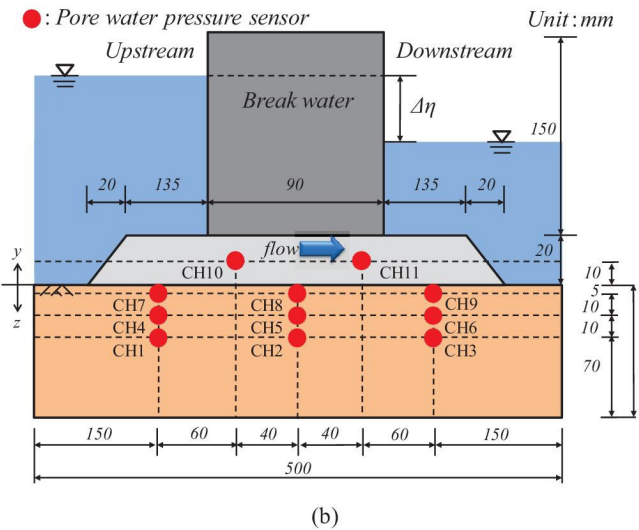 : Pore water pressure sensor
Unit : mm
Upstream
Downstream
Break water
Δη
150
20
135
90
135
20
flow
20
y
CH10
CH11
10
z
CH7
CH8
CH9
5
10
CH4
CH5
CH6
10
CH1
CH2
CH3
70
150
60
40
40
60
150
500
(b)